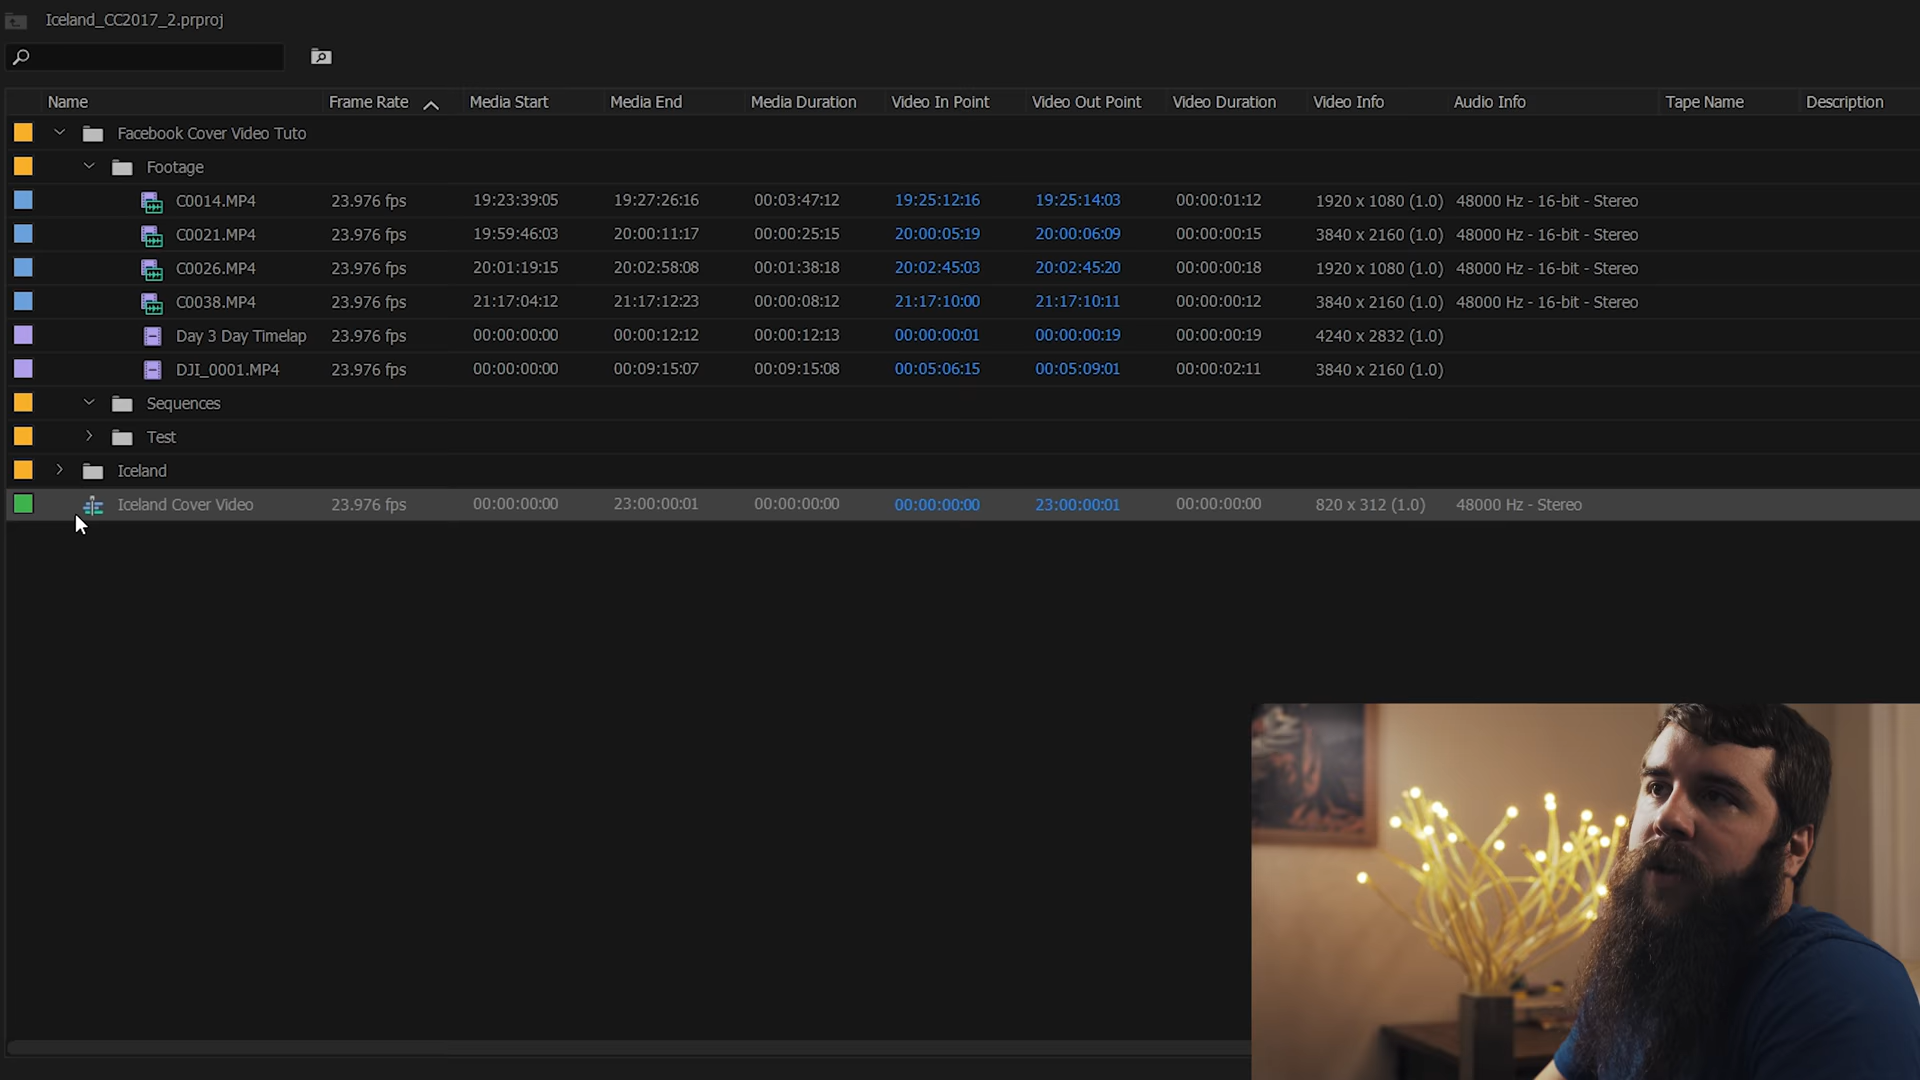 Iceland_CC2017_2.prproj
Name Frame Rate Media Start Media End Media Duration Video In Point Video Out Point Video Duration Video Info Audio Info Tape Name Description
Facebook Cover Video Tuto
Footage
C0014.MP4 23.976 fps 19:23:39:05 19:27:26:16 00:03:47:12 19:25:12:16 19:25:14:03 00:00:01:12 1920 x 1080 (1.0) 48000 Hz - 16-bit - Stereo
C0021.MP4 23.976 fps 19:59:46:03 20:00:11:17 00:00:25:15 20:00:05:19 20:00:06:09 00:00:00:15 3840 x 2160 (1.0) 48000 Hz - 16-bit - Stereo
C0026.MP4 23.976 fps 20:01:19:15 20:02:58:08 00:01:38:18 20:02:45:03 20:02:45:20 00:00:00:18 1920 x 1080 (1.0) 48000 Hz - 16-bit - Stereo
C0038.MP4 23.976 fps 21:17:04:12 21:17:12:23 00:00:08:12 21:17:10:00 21:17:10:11 00:00:00:12 3840 x 2160 (1.0) 48000 Hz - 16-bit - Stereo
Day 3 Day Timelap 23.976 fps 00:00:00:00 00:00:12:12 00:00:12:13 00:00:00:01 00:00:00:19 00:00:00:19 4240 x 2832 (1.0)
DJI_0001.MP4 23.976 fps 00:00:00:00 00:09:15:07 00:09:15:08 00:05:06:15 00:05:09:01 00:00:02:11 3840 x 2160 (1.0)
Sequences
Test
Iceland
Iceland Cover Video 23.976 fps 00:00:00:00 23:00:00:01 00:00:00:00 00:00:00:00 23:00:00:01 00:00:00:00 820 x 312 (1.0) 48000 Hz - Stereo